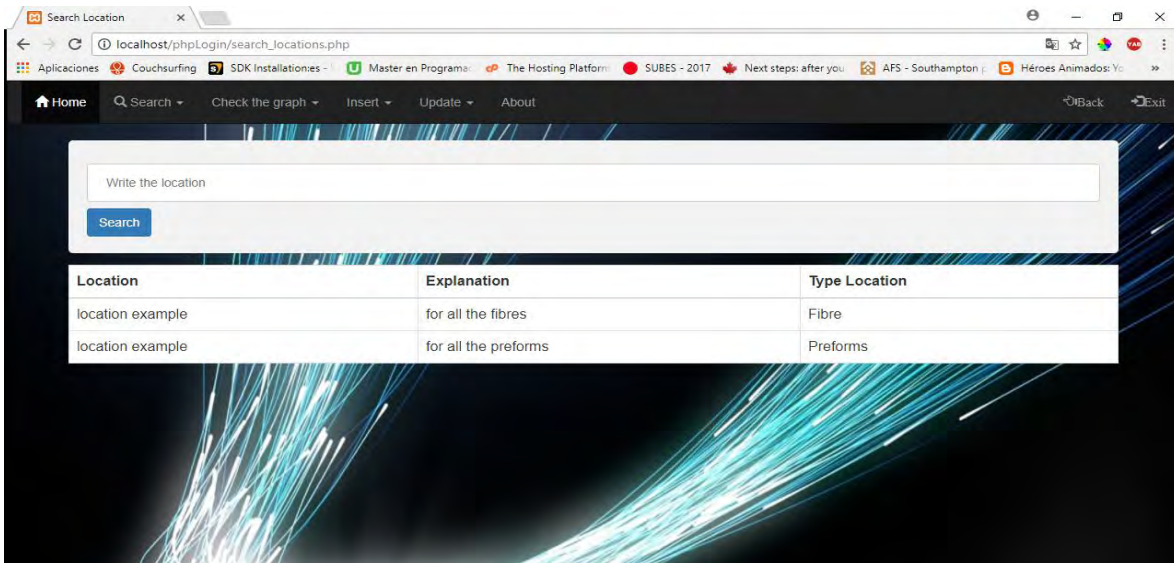 Search Location
localhost/phpLogin/search_locations.php
Aplicaciones Couchsurfing SDK Installation:es - Master en Programa The Hosting Platform SUBES - 2017 Next steps: after you AFS - Southampton Héroes Animados: Yo »
Home Search Check the graph Insert Update About Back Exit
Write the location
Search
Location Explanation Type Location
location example for all the fibres Fibre
location example for all the preforms Preforms